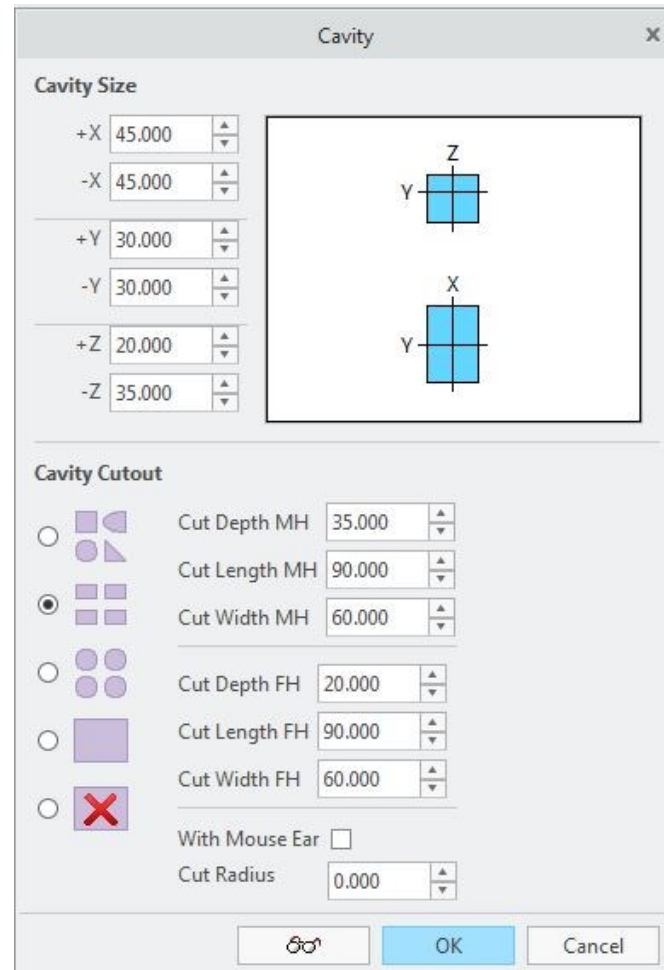 Cavity x
Cavity Size
+X 45.000
-X 45.000
+Y 30.000
-Y 30.000
+Z 20.000
-Z 35.000
Z
Y
X
Y
Cavity Cutout
Cut Depth MH 35.000
Cut Length MH 90.000
Cut Width MH 60.000
Cut Depth FH 20.000
Cut Length FH 90.000
Cut Width FH 60.000
With Mouse Ear
Cut Radius 0.000
OK Cancel